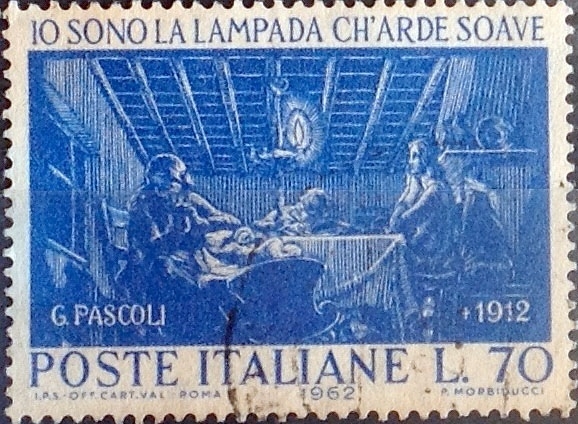 IO SONO LA LAMPADA CH'ARDE SOAVE
G. PASCOLI +1912
POSTE ITALIANE L. 70
I.P.S.-OFF. CART. VAL. ROMA 1962 P. MORBIDUCCI